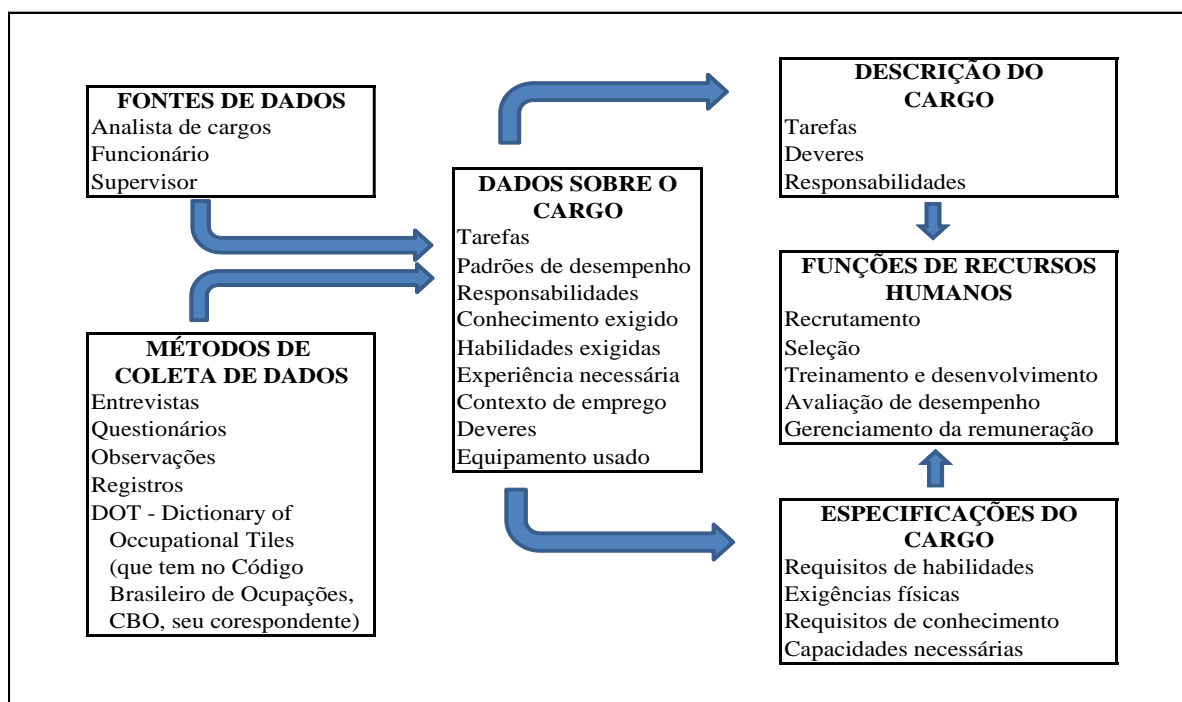 FONTES DE DADOS
Analista de cargos
Funcionário
Supervisor
MÉTODOS DE
COLETA DE DADOS
Entrevistas
Questionários
Observações
Registros
DOT - Dictionary of
Occupational Tiles
(que tem no Código
Brasileiro de Ocupações,
CBO, seu corespondente)
DADOS SOBRE O
CARGO
Tarefas
Padrões de desempenho
Responsabilidades
Conhecimento exigido
Habilidades exigidas
Experiência necessária
Contexto de emprego
Deveres
Equipamento usado
DESCRIÇÃO DO
CARGO
Tarefas
Deveres
Responsabilidades
FUNÇÕES DE RECURSOS
HUMANOS
Recrutamento
Seleção
Treinamento e desenvolvimento
Avaliação de desempenho
Gerenciamento da remuneração
ESPECIFICAÇÕES DO
CARGO
Requisitos de habilidades
Exigências físicas
Requisitos de conhecimento
Capacidades necessárias